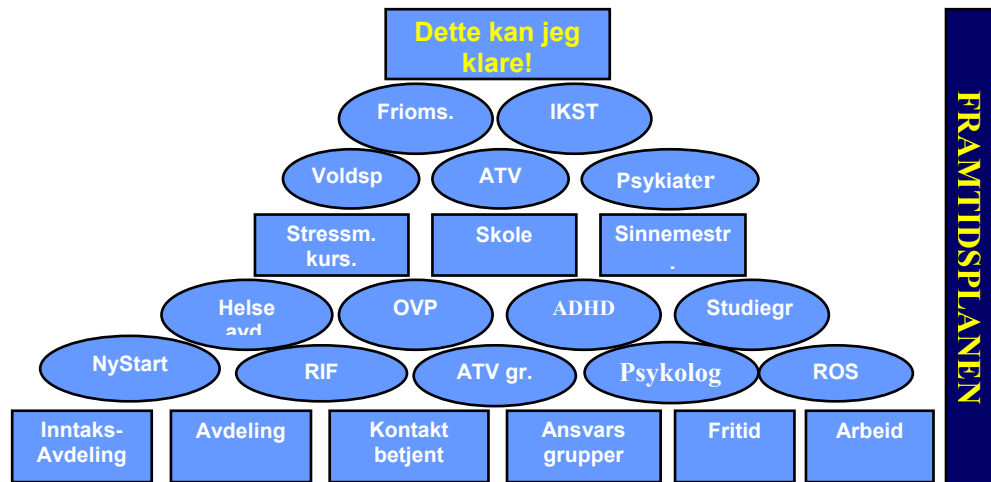 Dette kan jeg
klare!
Frioms.
IKST
Voldsp
ATV
Psykiater
Stressm.
kurs.
Skole
Sinnemestr
.
Helse
avd
OVP
ADHD
Studiegr
NyStart
RIF
ATV gr.
Psykolog
ROS
Inntaks-
Avdeling
Avdeling
Kontakt
betjent
Ansvars
grupper
Fritid
Arbeid
FRAMTIDSPLANEN